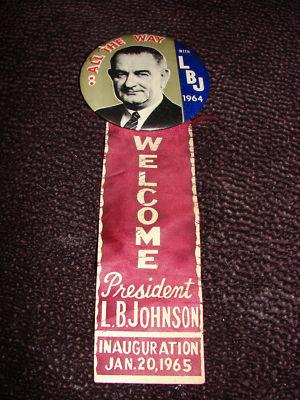 ALL THE WAY
WITH
LBJ
1964
WELCOME
President
L.B.JOHNSON
INAUGURATION
JAN.20,1965